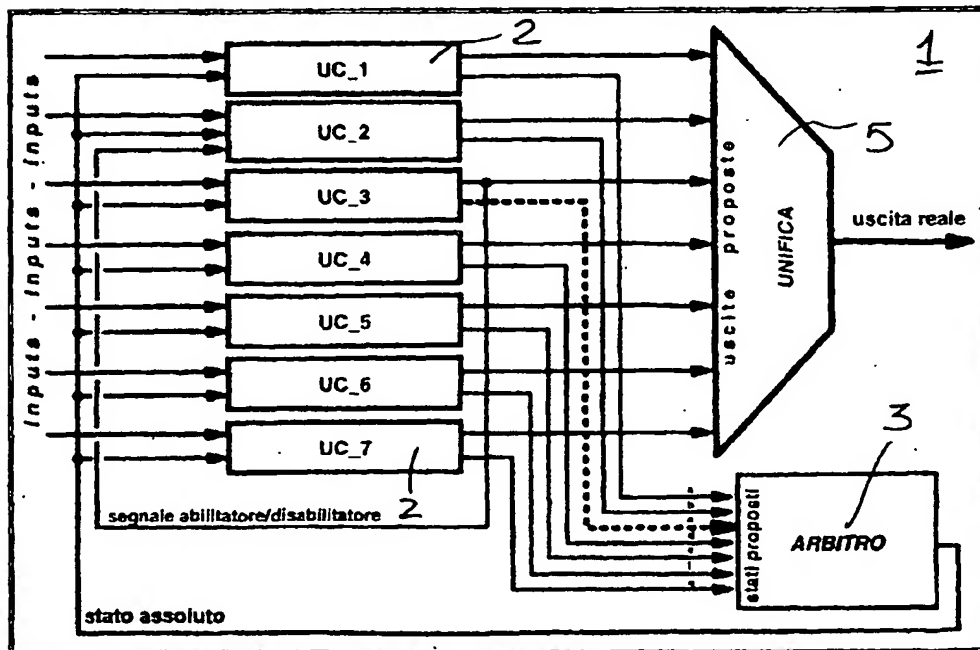 Inputs - Inputs - Inputs
UC_1
UC_2
UC_3
UC_4
UC_5
UC_6
UC_7
2
2
segnale abilitatore/disabilitatore
stato assoluto
uscite proposte
UNIFICA
5
1
uscita reale
stati proposti
ARBITRO
3